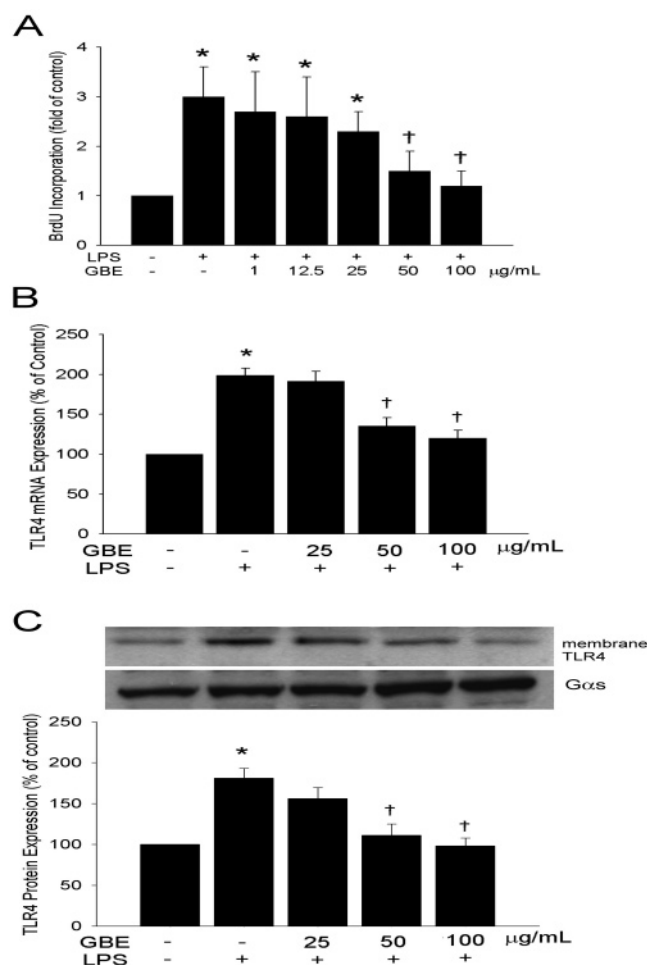 A
BrdU Incorporation (fold of control)
4
3
2
1
0
* * * * † †
LPS - + + + + + +
GBE - - 1 12.5 25 50 100 μg/mL
B
TLR4 mRNA Expression (% of Control)
250
200
150
100
50
0
* † †
GBE - - 25 50 100 μg/mL
LPS - + + + +
C
membrane
TLR4
Gαs
TLR4 Protein Expression (% of control)
250
200
150
100
50
0
* † †
GBE - - 25 50 100 μg/mL
LPS - + + + +